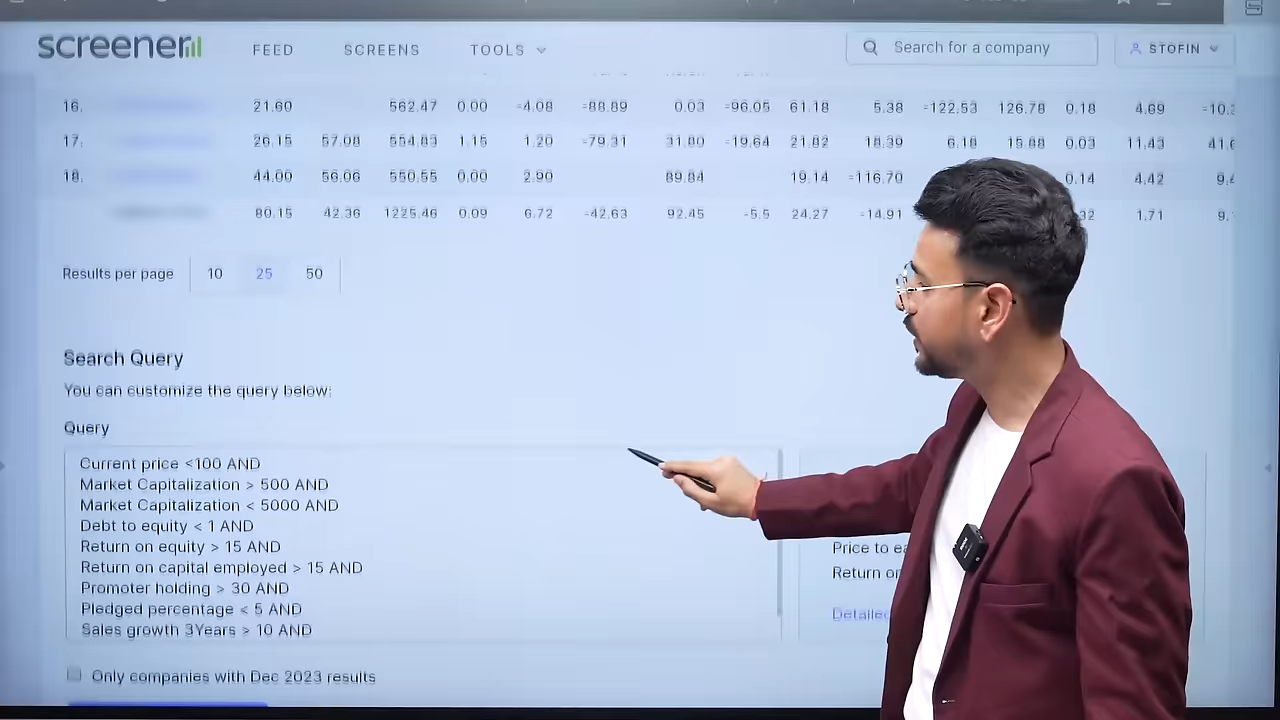 screener
FEED SCREENS TOOLS
Search for a company
STOFIN
16. 21.60 562.47 0.00 -4.08 -88.89 0.03 -96.05 61.18 5.38 -122.53 126.78 0.18 4.69
17. 26.15 57.08 554.83 1.15 1.20 -79.31 31.80 -19.64 21.82 18.39 6.18 15.88 0.03 11.43
18. 44.00 56.06 550.55 0.00 2.90 89.84 19.14 -116.70 0.14 4.42
80.15 42.36 1225.46 0.09 6.72 -42.63 92.45 -5.5 24.27 -14.91 1.71
Results per page 10 25 50
Search Query
You can customize the query below:
Query
Current price <100 AND
Market Capitalization > 500 AND
Market Capitalization < 5000 AND
Debt to equity < 1 AND
Return on equity > 15 AND
Return on capital employed > 15 AND
Promoter holding > 30 AND
Pledged percentage < 5 AND
Sales growth 3Years > 10 AND
Price to
Return
Detailed
Only companies with Dec 2023 results